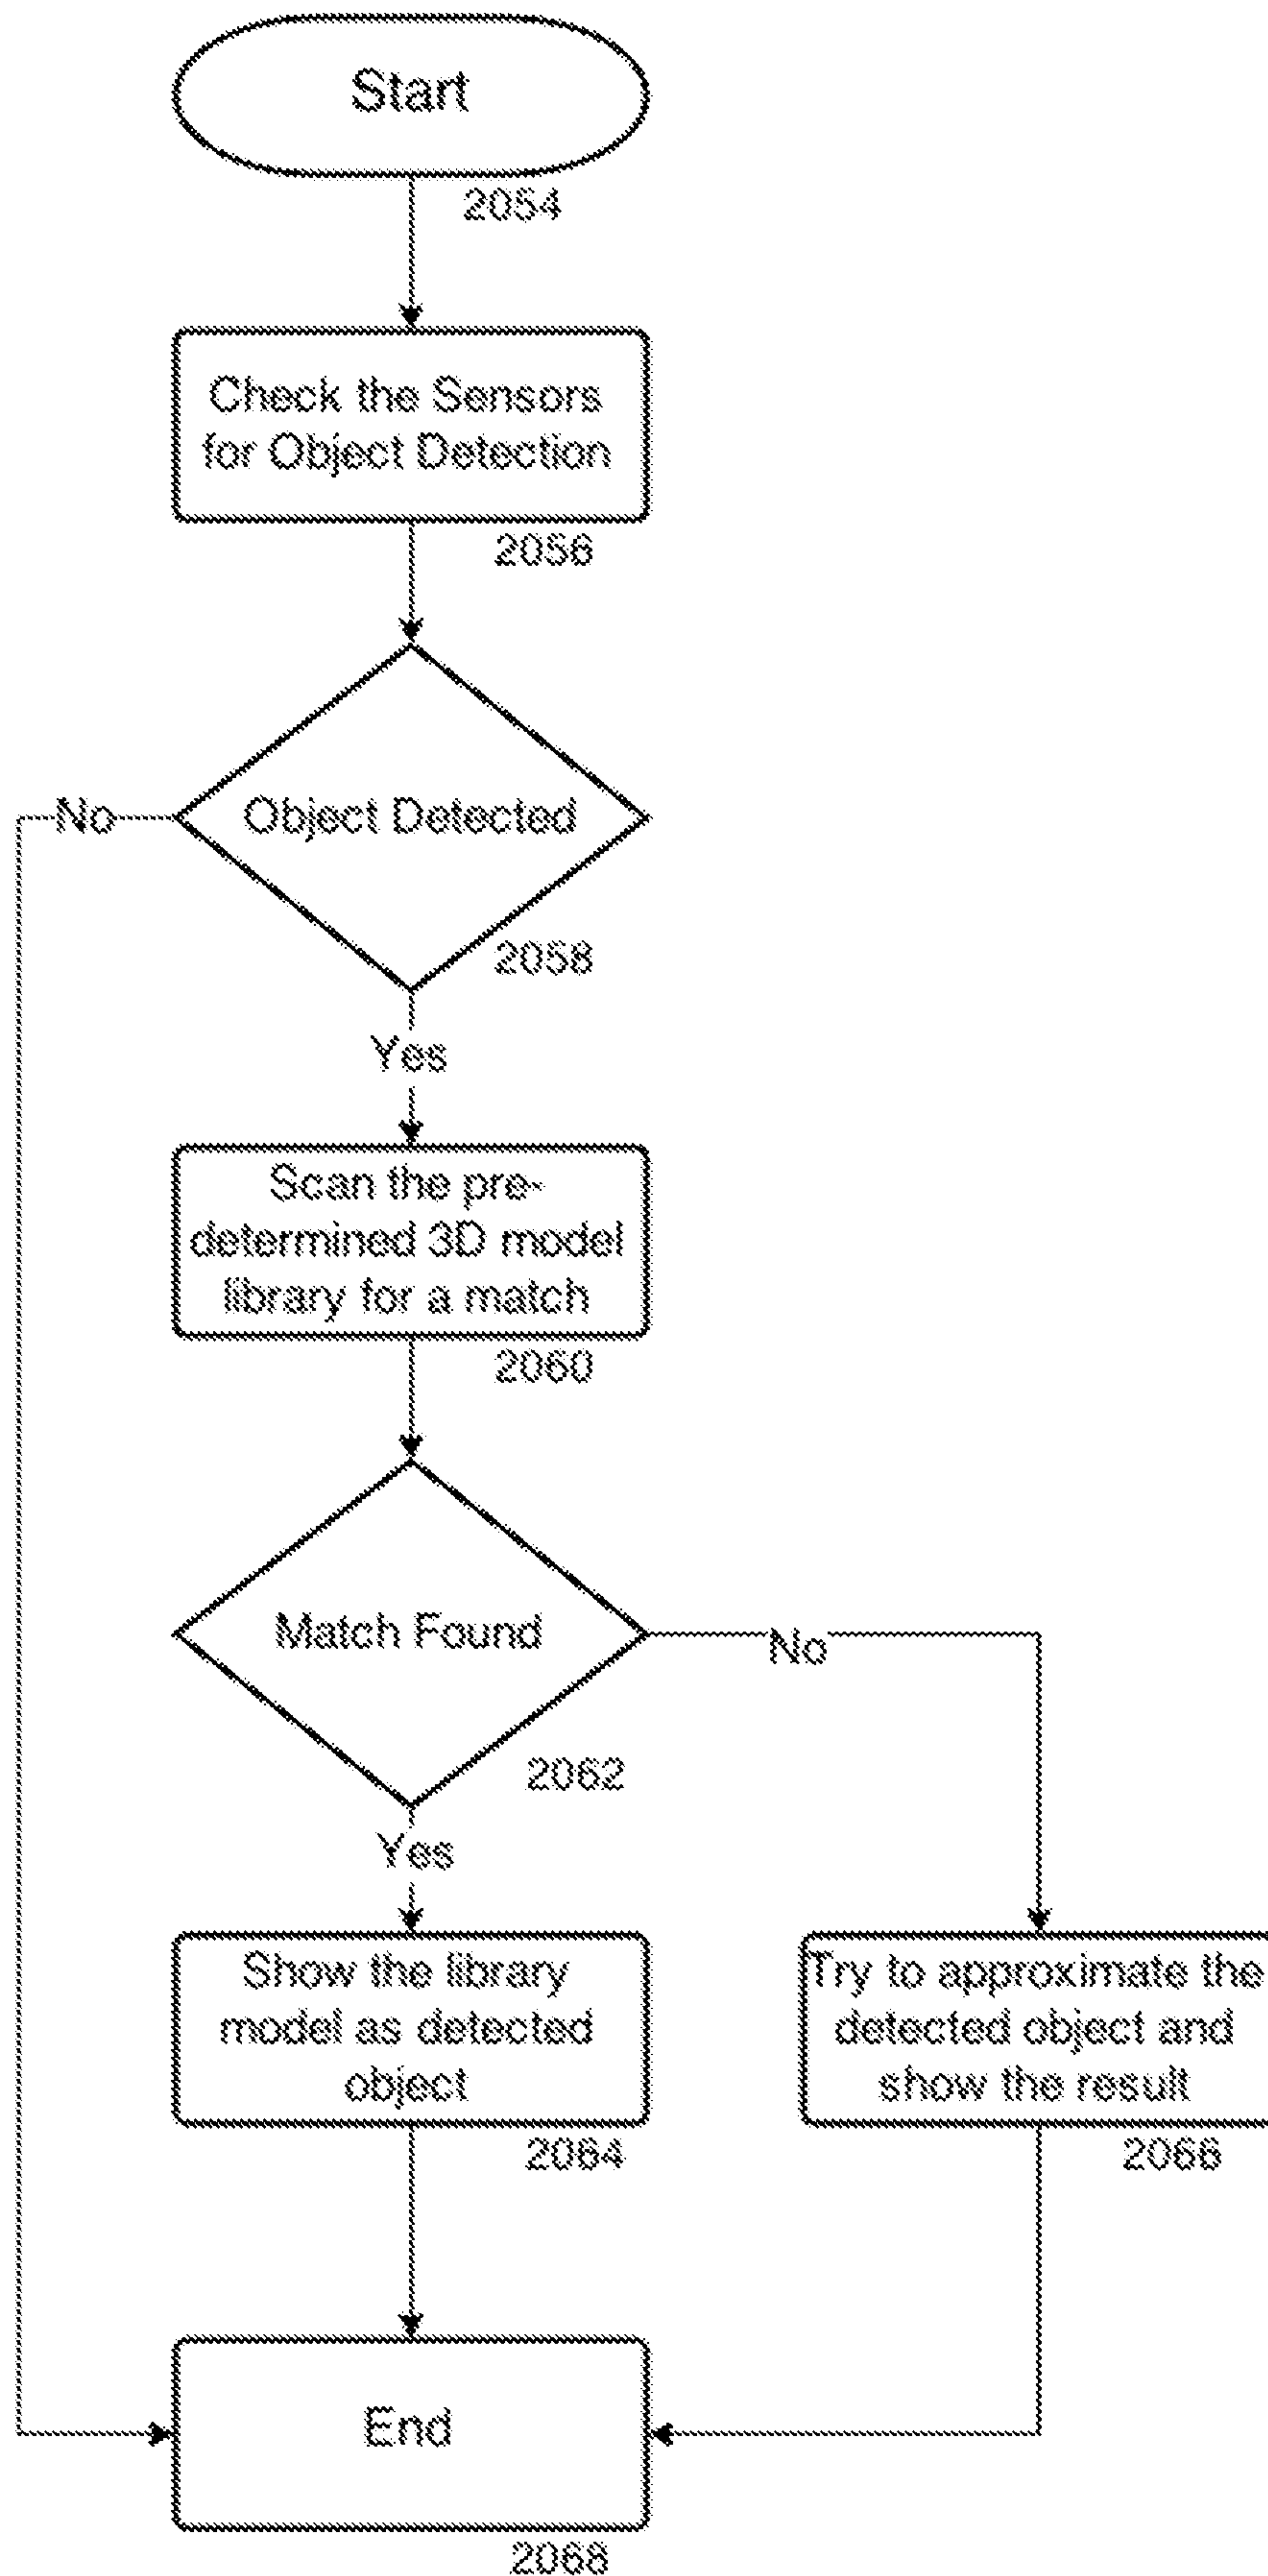 Start
2054
Check the Sensors
for Object Detection
2056
No
Object Detected
2058
Yes
Scan the pre-
determined 3D model
library for a match
2060
Match Found
No
2062
Yes
Show the library
model as detected
object
2064
Try to approximate the
detected object and
show the result
2066
End
2068